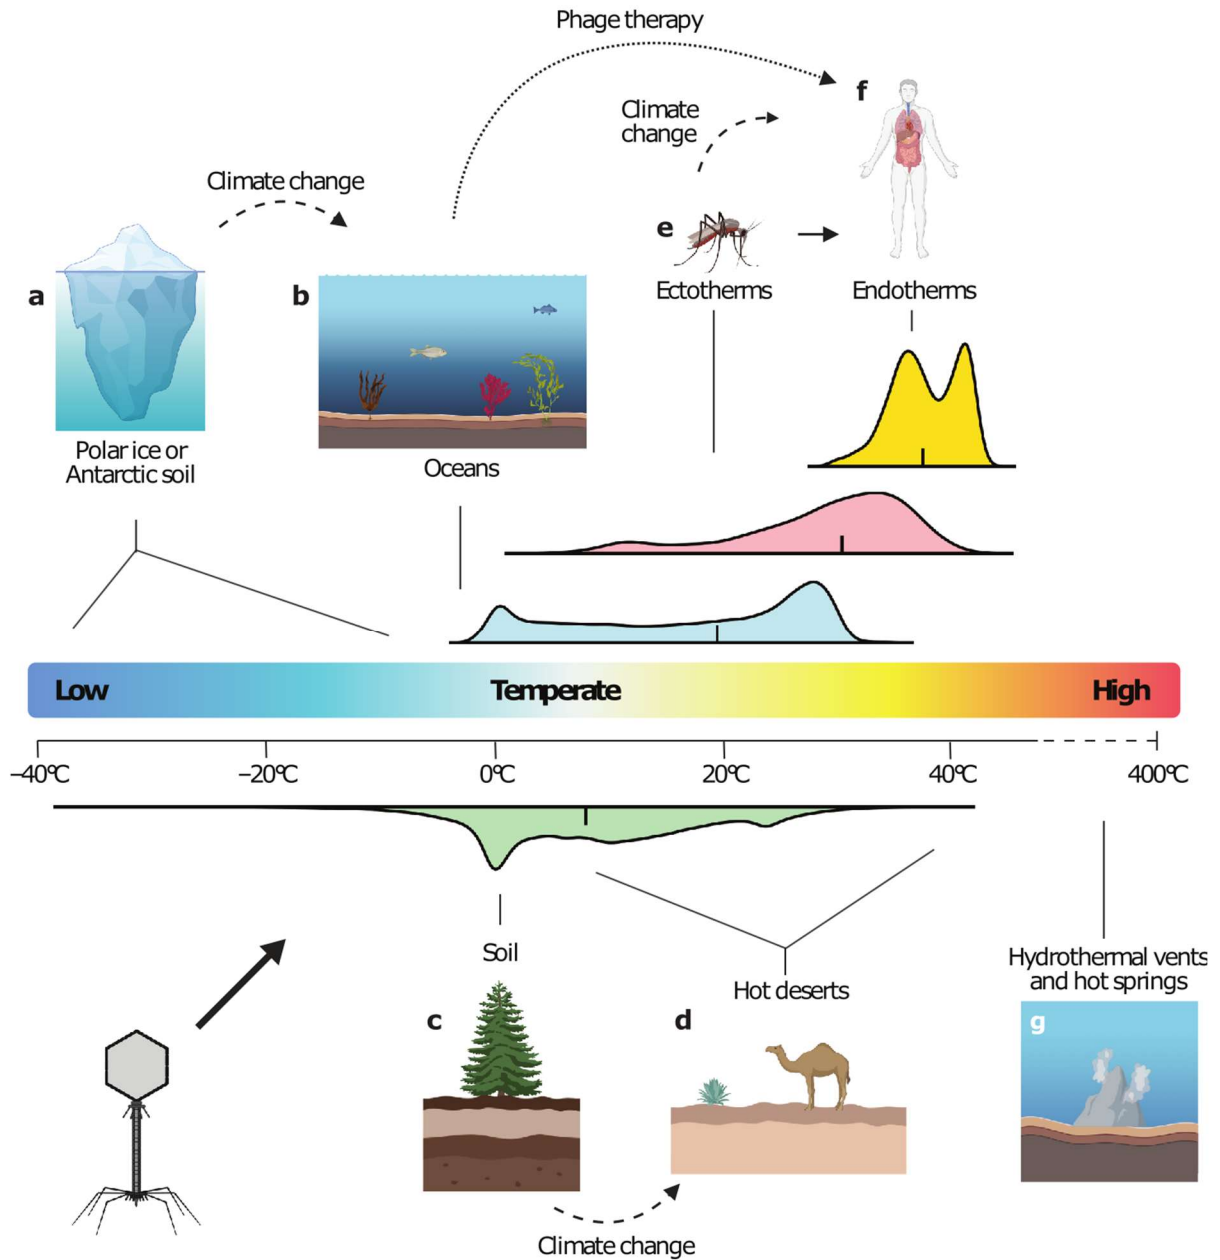 Phage therapy
f
Climate
change
Climate change
e
a
b
Ectotherms
Endotherms
Polar ice or
Antarctic soil
Oceans
Low
Temperate
High
−40°C
−20°C
0°C
20°C
40°C
400°C
Soil
Hydrothermal vents
and hot springs
Hot deserts
c
d
g
Climate change